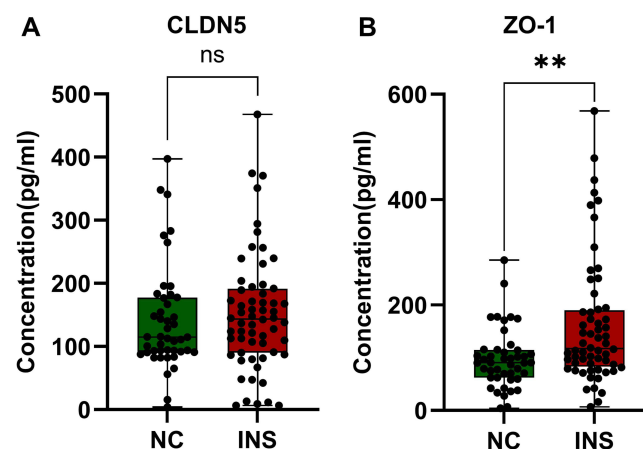 A
CLDN5
ns
Concentration(pg/ml)
500
400
300
200
100
0
NC
INS
B
ZO-1
**
Concentration(pg/ml)
600
400
200
0
NC
INS